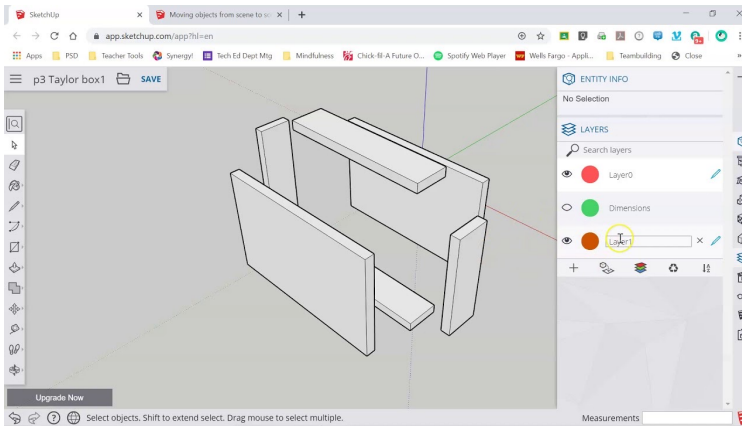 SketchUp
Moving objects from scene to sc
app.sketchup.com/app?hl=en
Apps PSD Teacher Tools Synergy! Tech Ed Dept Mtg Mindfulness Chick-fil-A Future O... Spotify Web Player Wells Fargo - Appli... Teambuilding Close
p3 Taylor box1 SAVE
ENTITY INFO
No Selection
LAYERS
Search layers
Layer0
Dimensions
Layer1
Upgrade Now
Select objects. Shift to extend select. Drag mouse to select multiple.
Measurements